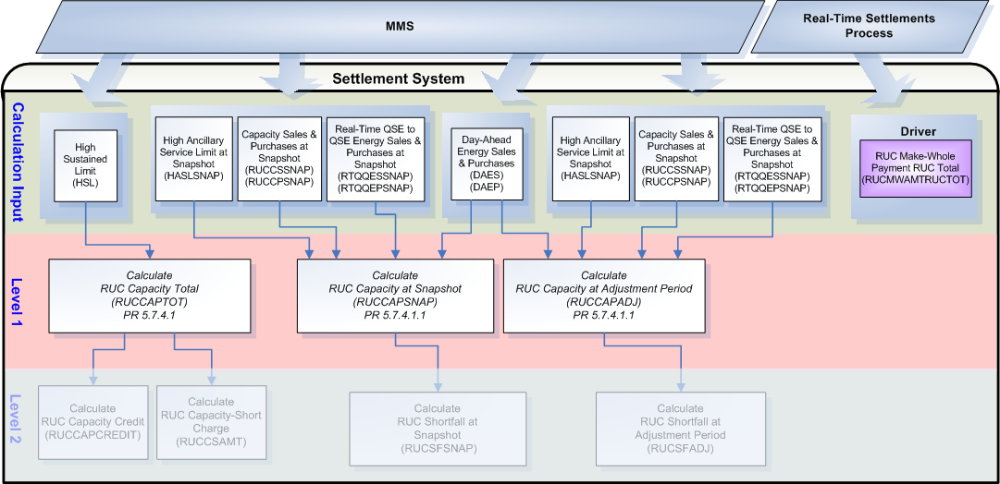 MMS
Real-Time Settlements
Process
Settlement System
Calculation Input
High
Sustained
Limit
(HSL)
High Ancillary
Service Limit at
Snapshot
(HASLSNAP)
Capacity Sales &
Purchases at
Snapshot
(RUCCSSNAP)
(RUCCPSNAP)
Real-Time QSE to
QSE Energy Sales &
Purchases at
Snapshot
(RTQQESSNAP)
(RTQQEPSNAP)
Day-Ahead
Energy Sales
& Purchases
(DAES)
(DAEP)
High Ancillary
Service Limit at
Snapshot
(HASLSNAP)
Capacity Sales &
Purchases at
Snapshot
(RUCCSSNAP)
(RUCCPSNAP)
Real-Time QSE to
QSE Energy Sales &
Purchases at
Snapshot
(RTQQESSNAP)
(RTQQEPSNAP)
Driver
RUC Make-Whole
Payment RUC Total
(RUCMWAMTRUCTOT)
Level 1
Calculate
RUC Capacity Total
(RUCCAPTOT)
PR 5.7.4.1
Calculate
RUC Capacity at Snapshot
(RUCCAPSNAP)
PR 5.7.4.1.1
Calculate
RUC Capacity at Adjustment Period
(RUCCAPADJ)
PR 5.7.4.1.1
Level 2
Calculate
RUC Capacity Credit
(RUCCAPCREDIT)
Calculate
RUC Capacity-Short
Charge
(RUCCSAMT)
Calculate
RUC Shortfall at
Snapshot
(RUCSFSNAP)
Calculate
RUC Shortfall at
Adjustment Period
(RUCSFADJ)